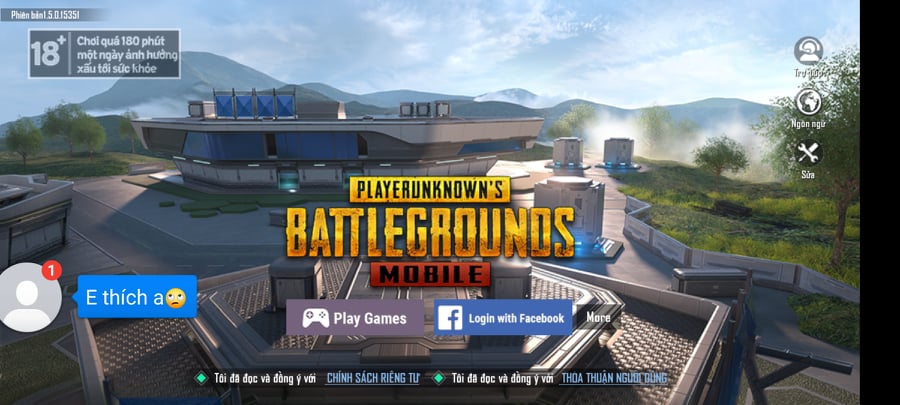 Phiên bản1.5.0.15351
18+
Chơi quá 180 phút
một ngày ảnh hưởng
xấu tới sức khỏe
Trợ giúp
Ngôn ngữ
Sửa
PLAYERUNKNOWN'S
BATTLEGROUNDS
MOBILE
1
E thích a🙄
Play Games
Login with Facebook
More
Tôi đã đọc và đồng ý với CHÍNH SÁCH RIÊNG TƯ Tôi đã đọc và đồng ý với THỎA THUẬN NGƯỜI DÙNG